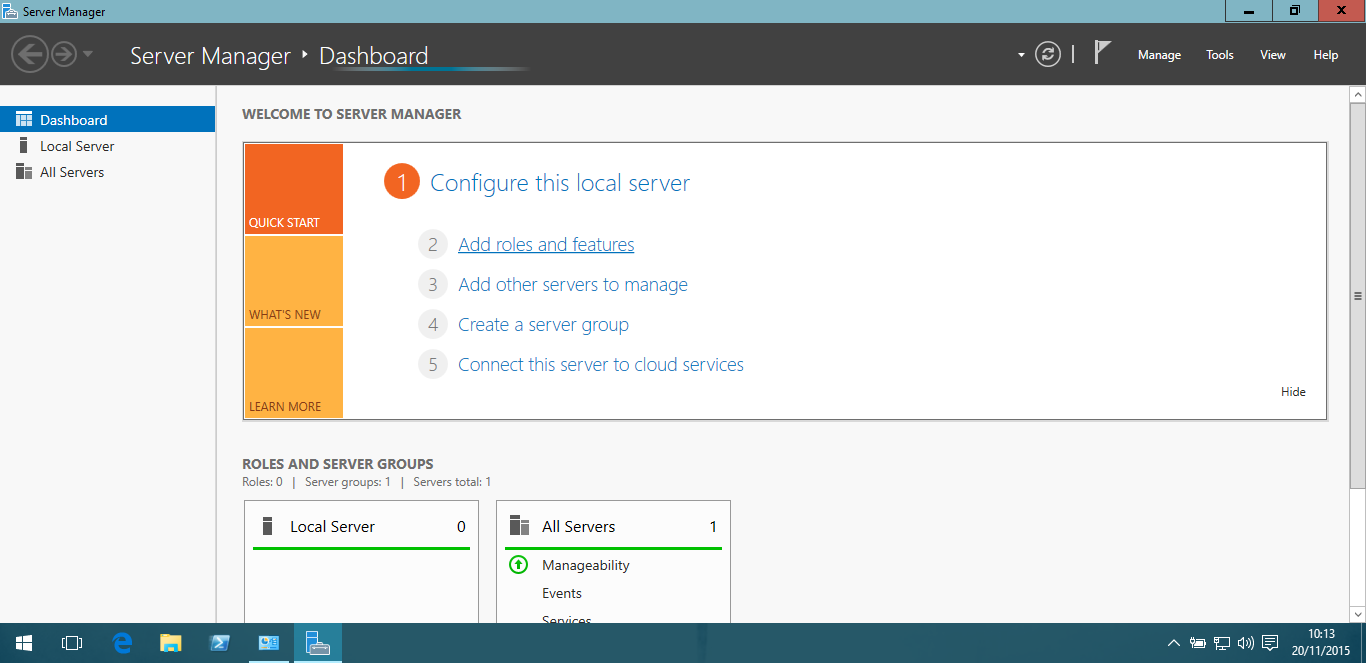 Server Manager
Server Manager Dashboard
Manage Tools View Help
Dashboard
Local Server
All Servers
WELCOME TO SERVER MANAGER
QUICK START
WHAT'S NEW
LEARN MORE
1 Configure this local server
2 Add roles and features
3 Add other servers to manage
4 Create a server group
5 Connect this server to cloud services
Hide
ROLES AND SERVER GROUPS
Roles: 0 | Server groups: 1 | Servers total: 1
Local Server 0
All Servers 1
Manageability
Events
Services
10:13
20/11/2015